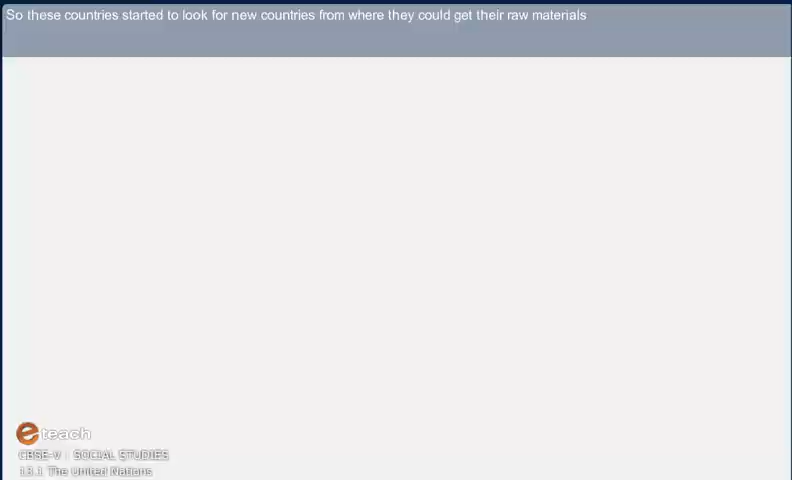 So these countries started to look for new countries from where they could get their raw materials
e-teach
CBSE-V : SOCIAL STUDIES
13.1 The United Nations